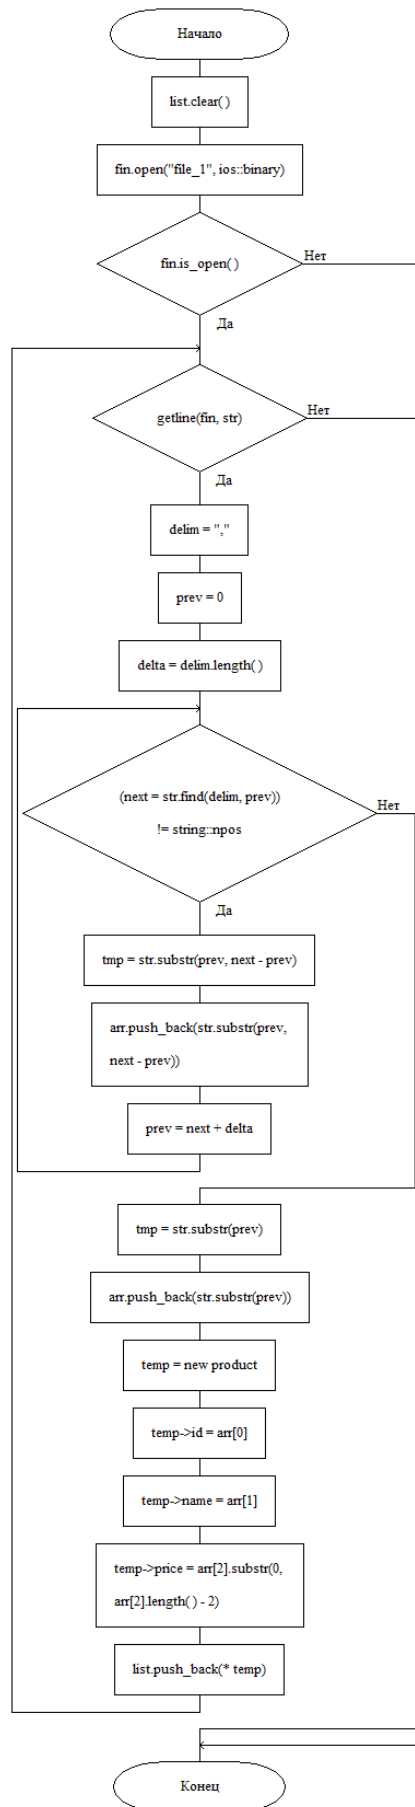 Начало
list.clear( )
fin.open("file_1", ios::binary)
fin.is_open( )
Нет
Да
getline(fin, str)
Нет
Да
delim = ","
prev = 0
delta = delim.length( )
(next = str.find(delim, prev))
!= string::npos
Нет
Да
tmp = str.substr(prev, next - prev)
arr.push_back(str.substr(prev,
next - prev))
prev = next + delta
tmp = str.substr(prev)
arr.push_back(str.substr(prev))
temp = new product
temp->id = arr[0]
temp->name = arr[1]
temp->price = arr[2].substr(0,
arr[2].length( ) - 2)
list.push_back(* temp)
Конец